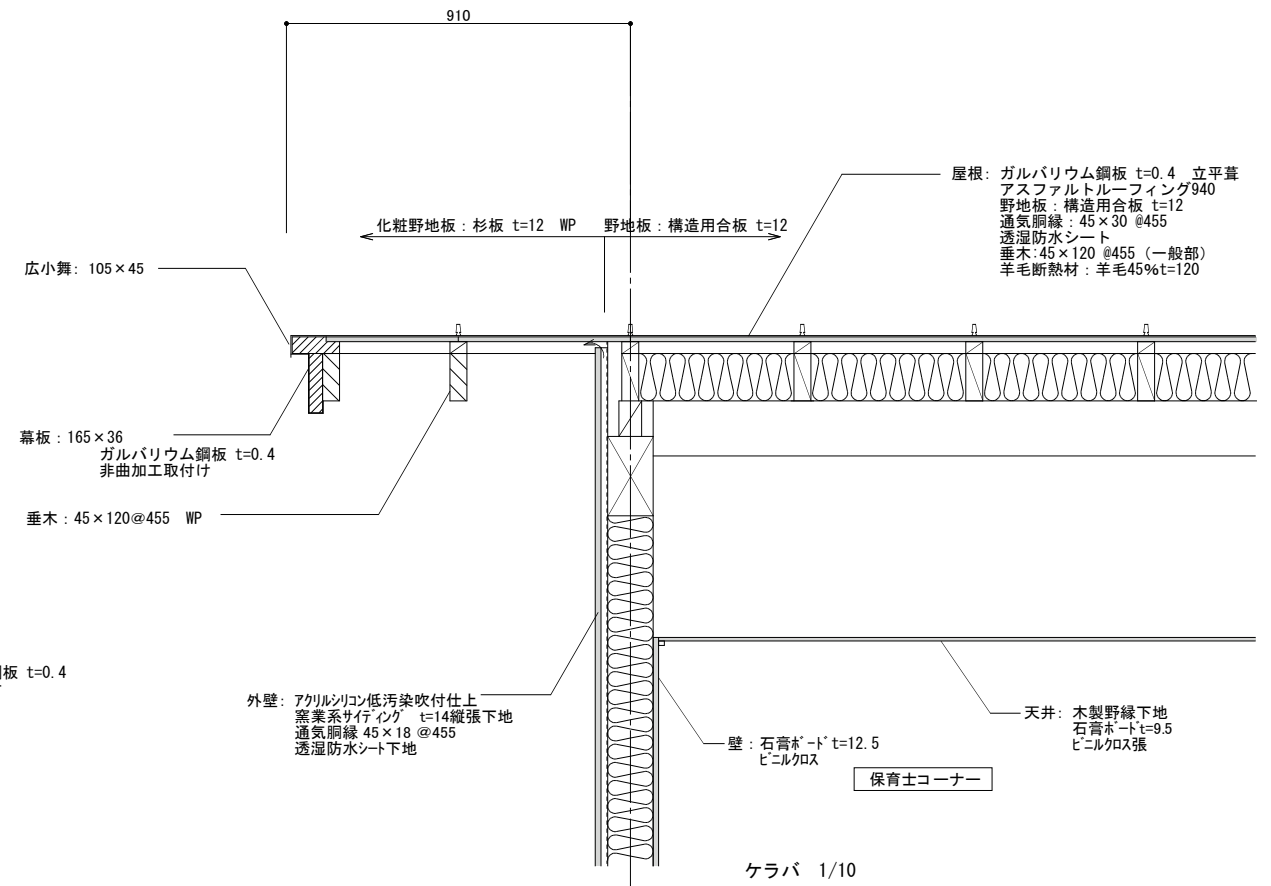 910
化粧野地板：杉板 t=12　WP
野地板：構造用合板 t=12
屋根: ガルバリウム鋼板 t=0.4　立平葺
アスファルトルーフィング940
野地板：構造用合板 t=12
通気胴縁：45×30 @455
透湿防水シート
垂木:45×120 @455（一般部）
羊毛断熱材：羊毛45%t=120
広小舞: 105×45
幕板：165×36
ガルバリウム鋼板 t=0.4
非曲加工取付け
垂木：45×120@455　WP
板 t=0.4
外壁: アクリルシリコン低汚染吹付仕上
窯業系サイディング　t=14縦張下地
通気胴縁 45×18 @455
透湿防水シート下地
壁：石膏ボードt=12.5
ビニルクロス
天井: 木製野縁下地
石膏ボードt=9.5
ビニルクロス張
保育士コーナー
ケラバ　1/10